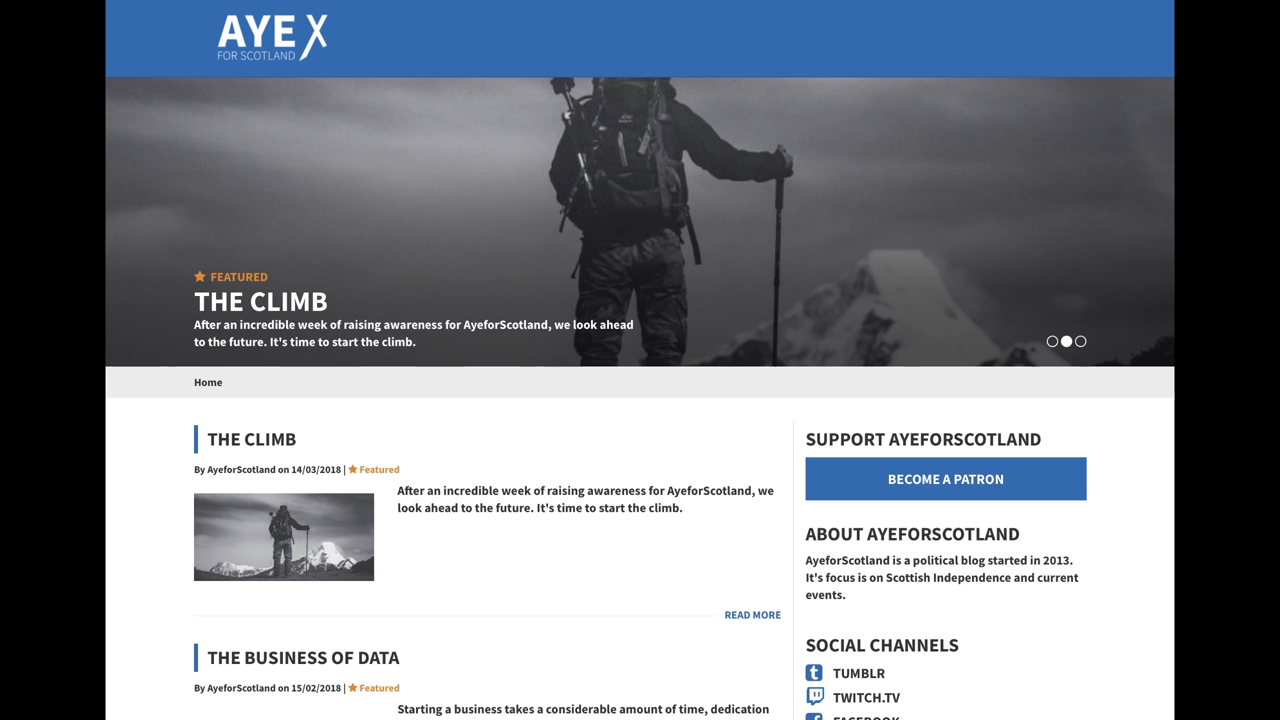 AYE
FOR SCOTLAND
FEATURED
THE CLIMB
After an incredible week of raising awareness for AyeforScotland, we look ahead
to the future. It's time to start the climb.
Home
THE CLIMB
By AyeforScotland on 14/03/2018 | Featured
After an incredible week of raising awareness for AyeforScotland, we
look ahead to the future. It's time to start the climb.
READ MORE
THE BUSINESS OF DATA
By AyeforScotland on 15/02/2018 | Featured
Starting a business takes a considerable amount of time, dedication
SUPPORT AYEFORSCOTLAND
BECOME A PATRON
ABOUT AYEFORSCOTLAND
AyeforScotland is a political blog started in 2013.
It's focus is on Scottish Independence and current
events.
SOCIAL CHANNELS
TUMBLR
TWITCH.TV
FACEBOOK